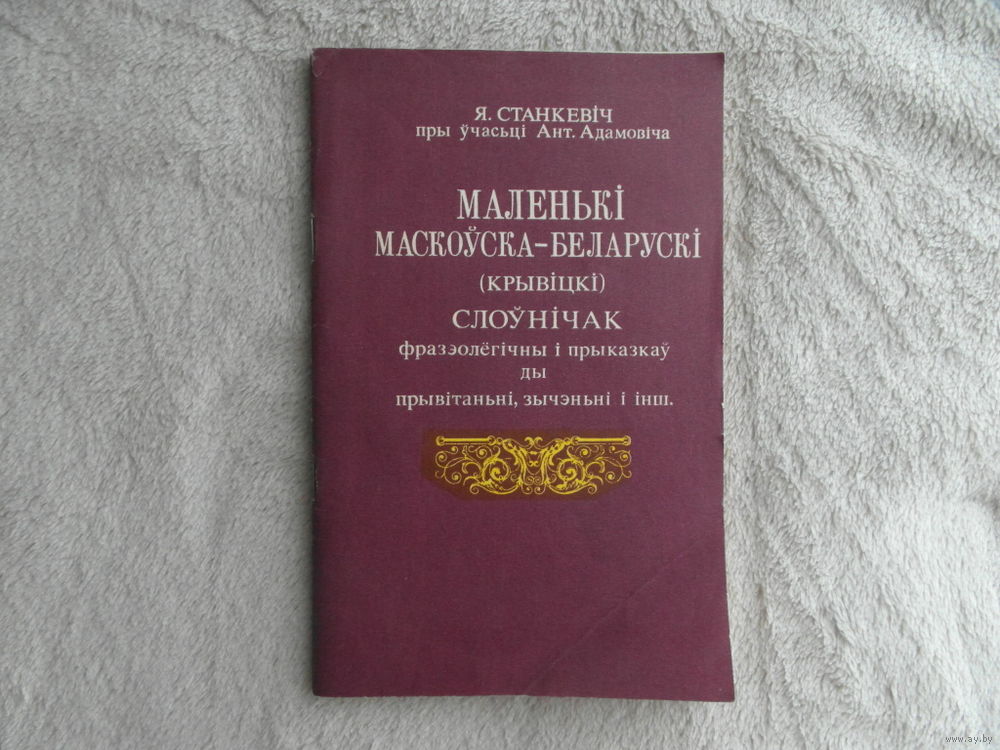 Я. СТАНКЕВІЧ
пры ўчасьці Ант. Адамовіча
МАЛЕНЬКІ
МАСКОЎСКА-БЕЛАРУСКІ
(КРЫВІЦКІ)
СЛОЎНІЧАК
фразэолёгічны і прыказкаў
ды
прывітаньні, зычэньні і інш.
www.ay.by